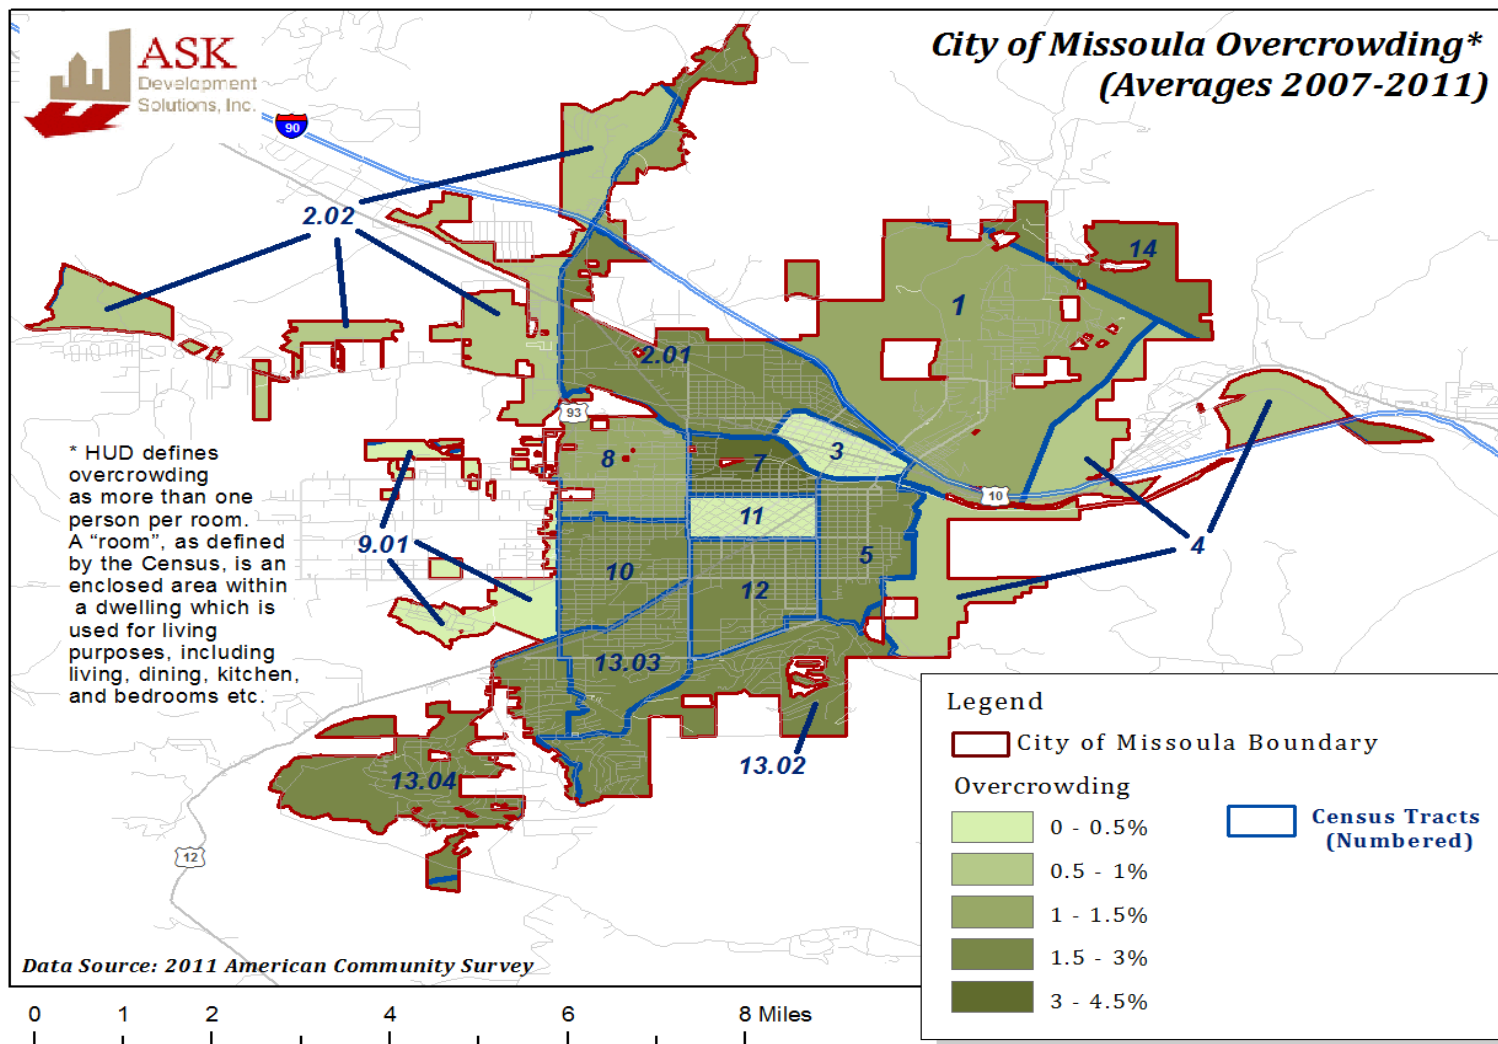 ASK
Development
Solutions, Inc.
City of Missoula Overcrowding*
(Averages 2007-2011)
90
2.02
14
1
2.01
93
* HUD defines
overcrowding
as more than one
person per room.
A “room”, as defined
by the Census, is an
enclosed area within
a dwelling which is
used for living
purposes, including
living, dining, kitchen,
and bedrooms etc.
8
7
3
10
11
9.01
4
5
10
12
13.03
13.02
13.04
12
Legend
City of Missoula Boundary
Overcrowding
0 - 0.5%
0.5 - 1%
1 - 1.5%
1.5 - 3%
3 - 4.5%
Census Tracts
(Numbered)
Data Source: 2011 American Community Survey
0 1 2 4 6 8 Miles